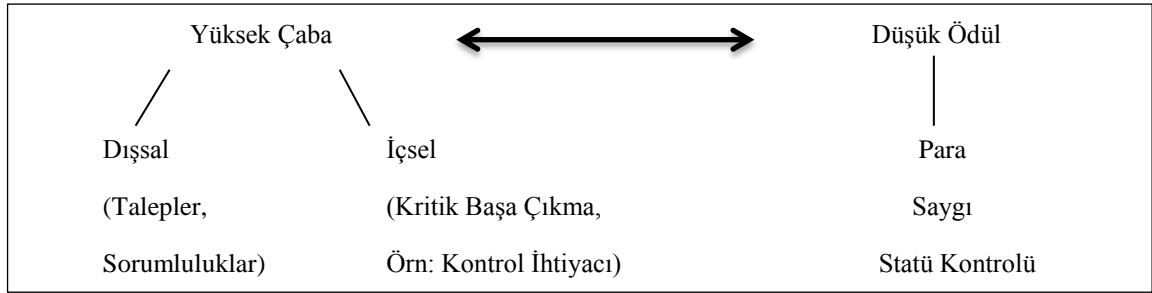 Yüksek Çaba
Düşük Ödül
Dışsal
İçsel
Para
(Talepler,
(Kritik Başa Çıkma,
Saygı
Sorumluluklar)
Örn: Kontrol İhtiyacı)
Statü Kontrolü